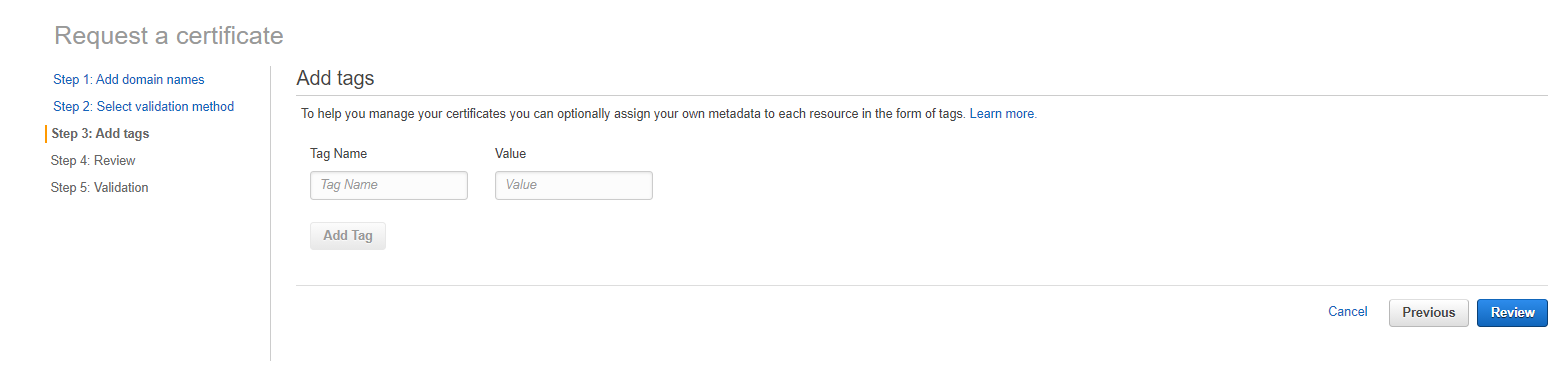 Request a certificate
Step 1: Add domain names
Step 2: Select validation method
Step 3: Add tags
Step 4: Review
Step 5: Validation
Add tags
To help you manage your certificates you can optionally assign your own metadata to each resource in the form of tags. Learn more.
Tag Name Value
Tag Name Value
Add Tag
Cancel Previous Review